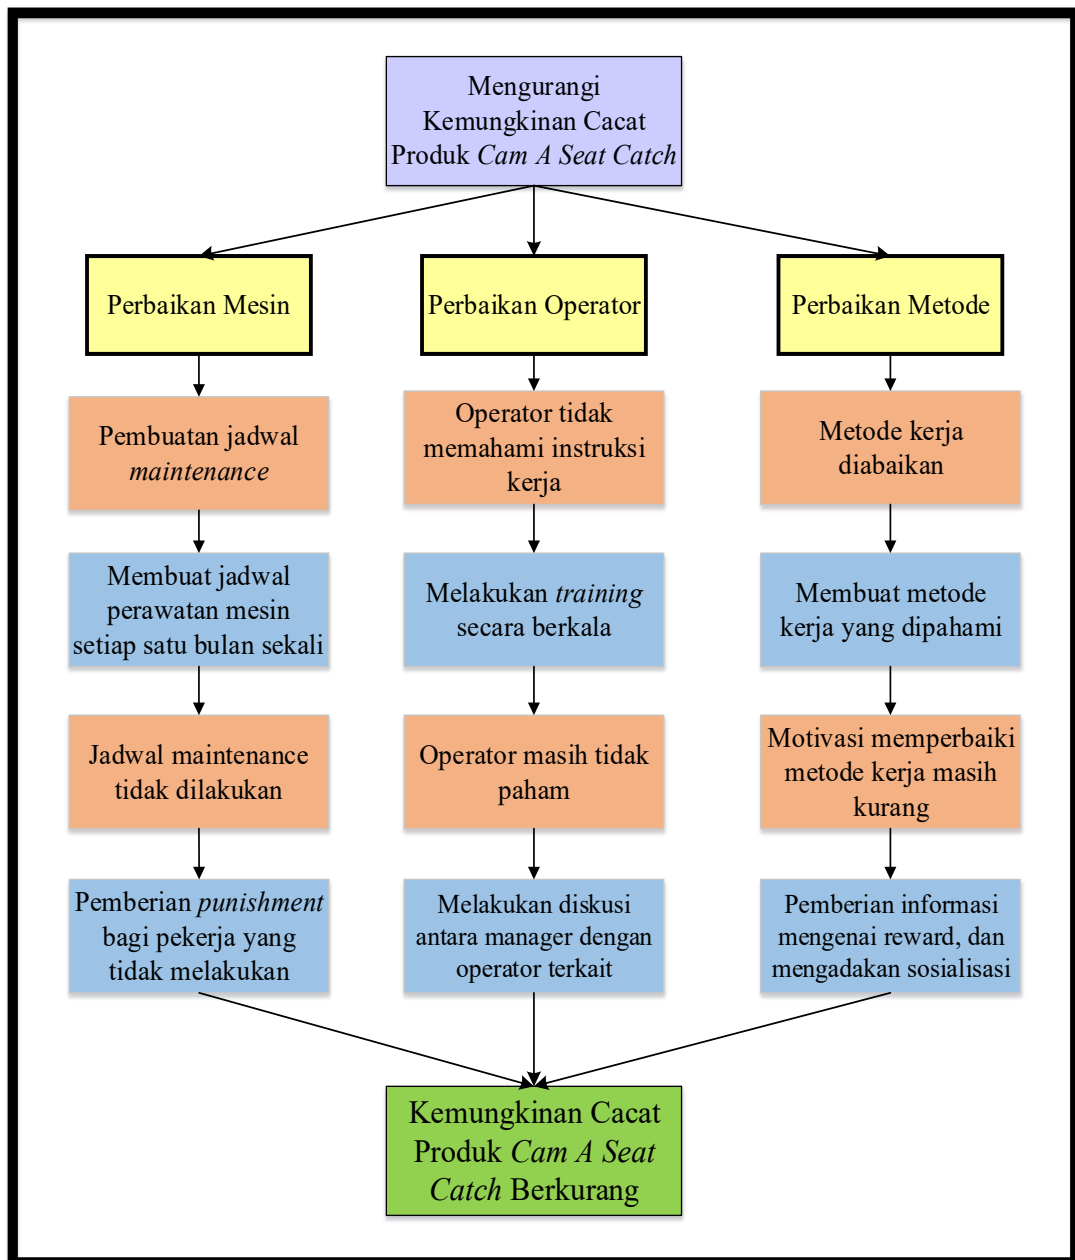 Mengurangi
Kemungkinan Cacat
Produk Cam A Seat Catch
Perbaikan Mesin
Perbaikan Operator
Perbaikan Metode
Pembuatan jadwal
maintenance
Operator tidak
memahami instruksi
kerja
Metode kerja
diabaikan
Membuat jadwal
perawatan mesin
setiap satu bulan sekali
Melakukan training
secara berkala
Membuat metode
kerja yang dipahami
Jadwal maintenance
tidak dilakukan
Operator masih tidak
paham
Motivasi memperbaiki
metode kerja masih
kurang
Pemberian punishment
bagi pekerja yang
tidak melakukan
Melakukan diskusi
antara manager dengan
operator terkait
Pemberian informasi
mengenai reward, dan
mengadakan sosialisasi
Kemungkinan Cacat
Produk Cam A Seat
Catch Berkurang